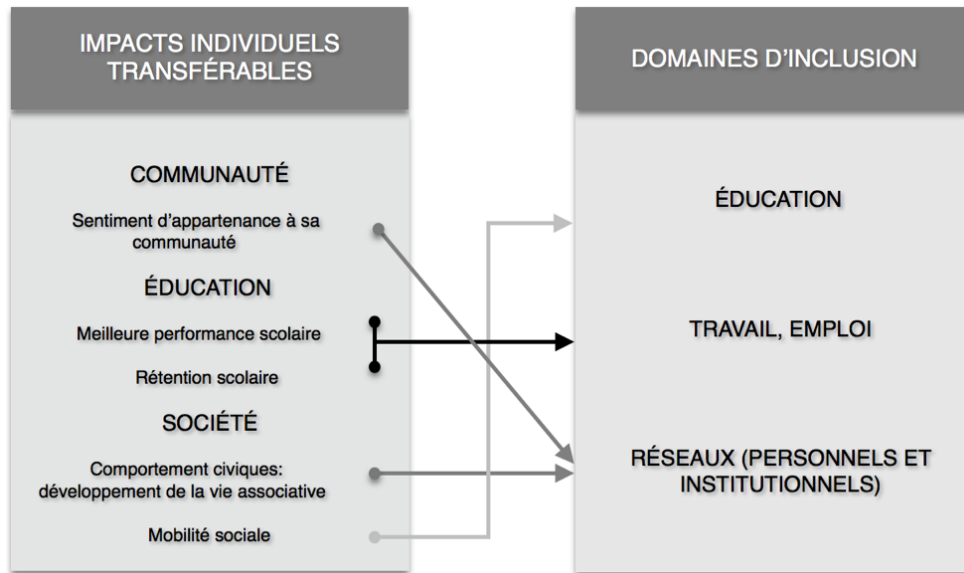 IMPACTS INDIVIDUELS
TRANSFÉRABLES
COMMUNAUTÉ
Sentiment d'appartenance à sa
communauté
ÉDUCATION
Meilleure performance scolaire
Rétention scolaire
SOCIÉTÉ
Comportement civiques:
développement de la vie associative
Mobilité sociale
DOMAINES D'INCLUSION
ÉDUCATION
TRAVAIL, EMPLOI
RÉSEAUX (PERSONNELS ET
INSTITUTIONNELS)